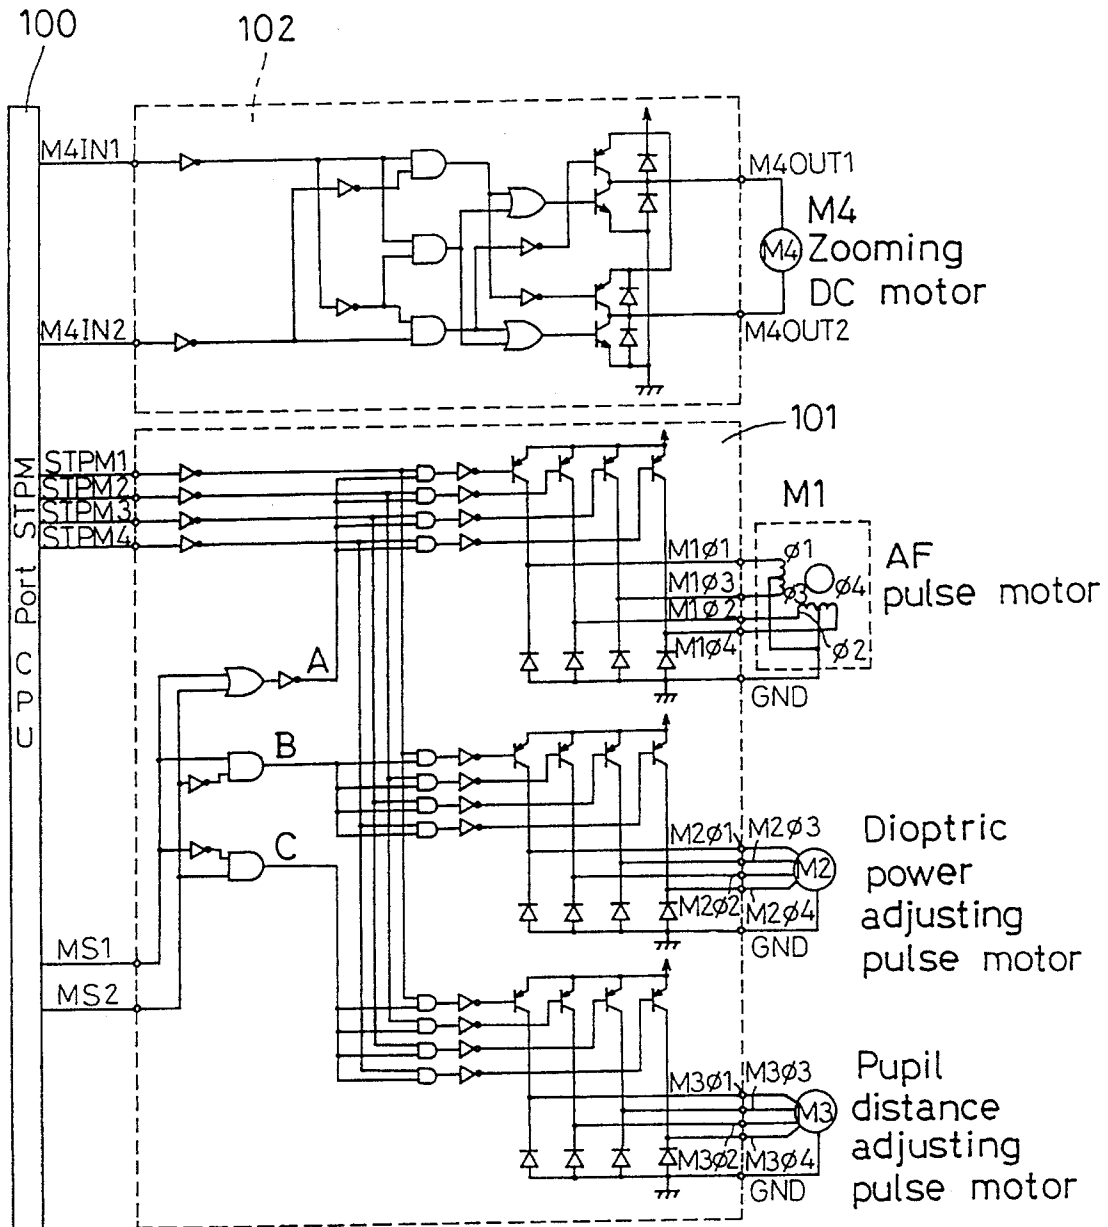 100
102
M4IN1
M4IN2
M4OUT1
M4
M4
Zooming
DC motor
M4OUT2
101
STPM1
STPM2
STPM3
STPM4
Port STPM
CPU
M1
M1ø1
M1ø3
M1ø2
M1ø4
ø1
ø3
ø4
ø2
AF
pulse motor
GND
A
B
C
MS1
MS2
M2ø1
M2ø3
M2ø2
M2ø4
M2
GND
Dioptric
power
adjusting
pulse motor
M3ø1
M3ø3
M3ø2
M3ø4
M3
GND
Pupil
distance
adjusting
pulse motor